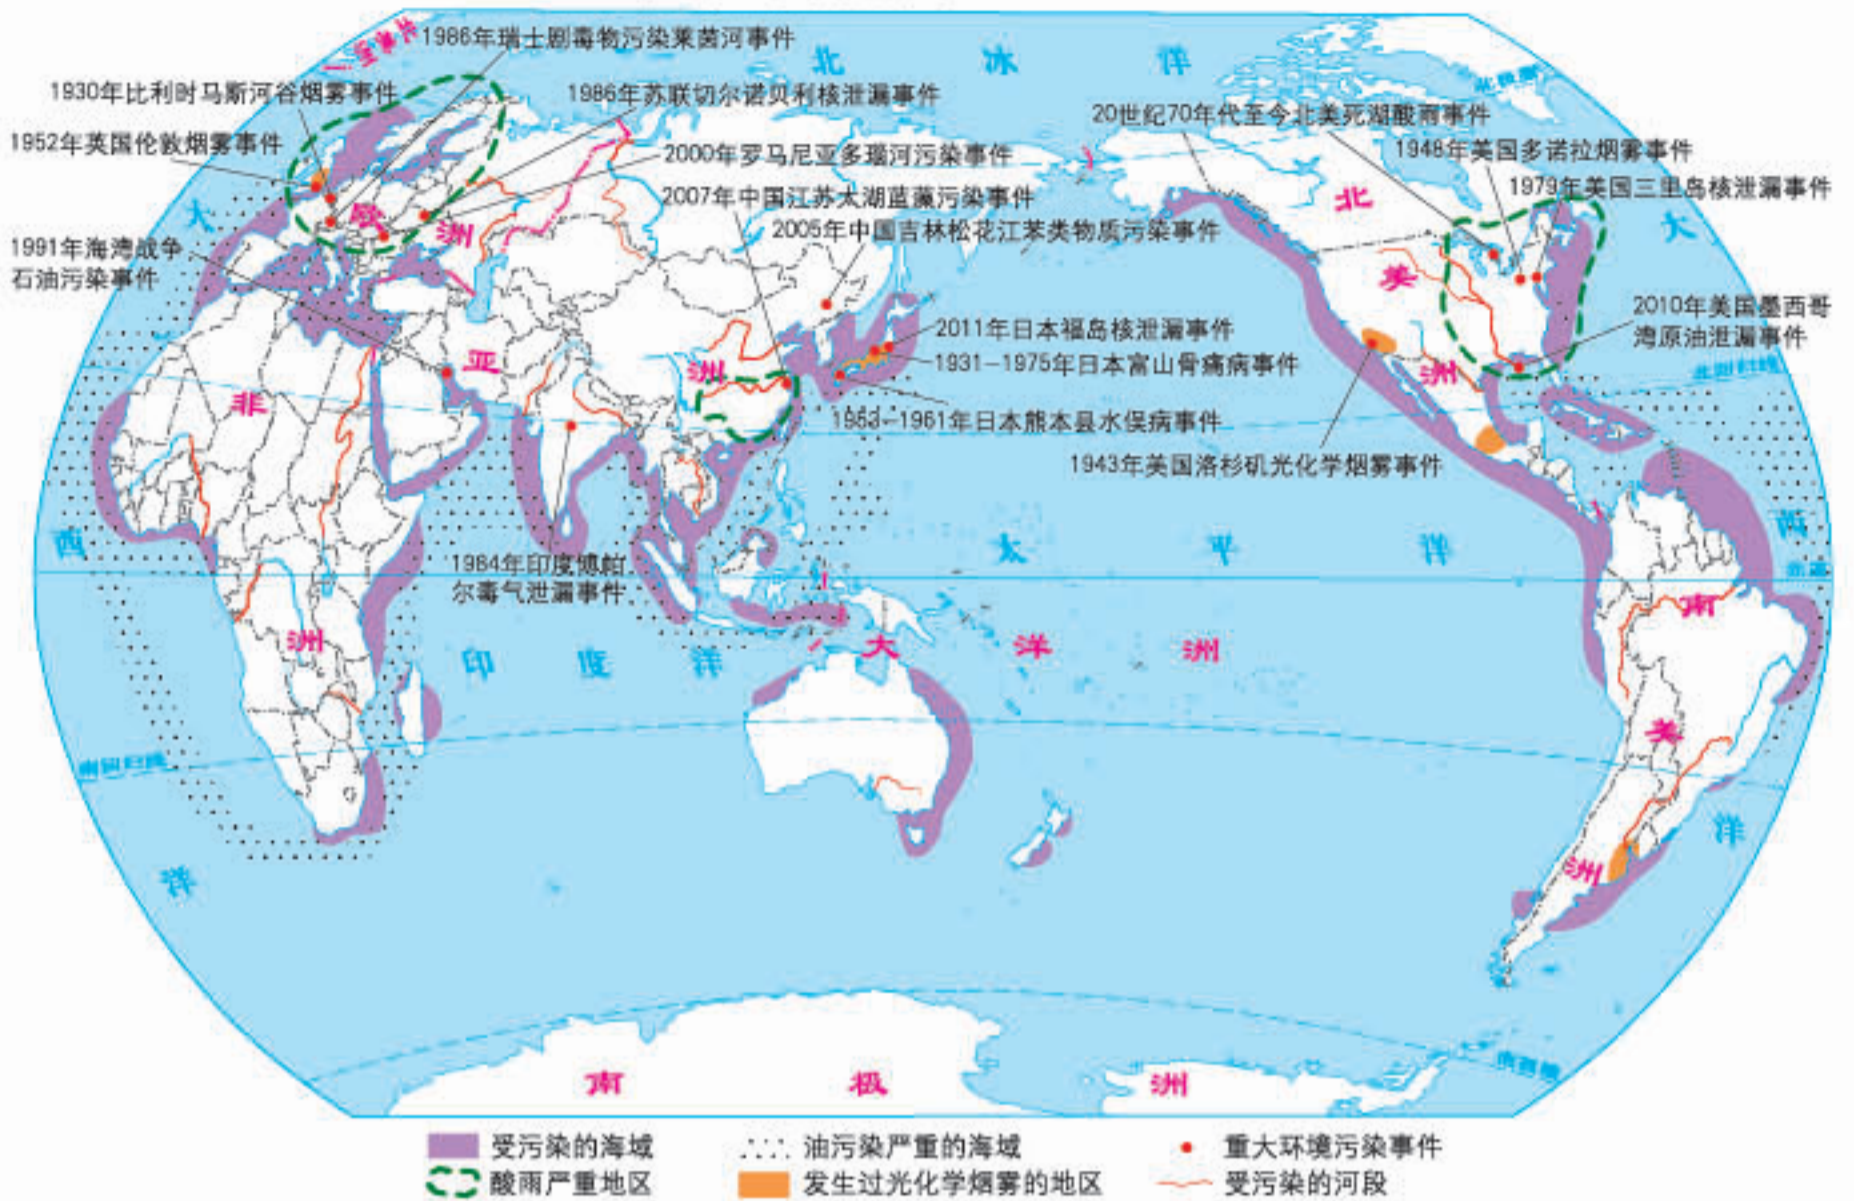 1986年瑞士剧毒物污染莱茵河事件
北 冰 洋
1930年比利时马斯河谷烟雾事件
1986年苏联切尔诺贝利核泄漏事件
20世纪70年代至今北美死湖酸雨事件
1952年英国伦敦烟雾事件
2000年罗马尼亚多瑙河污染事件
1948年美国多诺拉烟雾事件
2007年中国江苏太湖蓝藻污染事件
1979年美国三里岛核泄漏事件
2005年中国吉林松花江苯类物质污染事件
1991年海湾战争
石油污染事件
2010年美国墨西哥
湾原油泄漏事件
2011年日本福岛核泄漏事件
1931-1975年日本富山骨痛病事件
1953-1961年日本熊本县水俣病事件
1943年美国洛杉矶光化学烟雾事件
1984年印度博帕
尔毒气泄漏事件
欧 洲
亚 洲
非 洲
北 美 洲
南 美 洲
大 洋 洲
南 极 洲
大 西 洋
印 度 洋
太 平 洋
大 西 洋
北回归线
赤道
南回归线
南极圈
受污染的海域
油污染严重的海域
重大环境污染事件
酸雨严重地区
发生过光化学烟雾的地区
受污染的河段